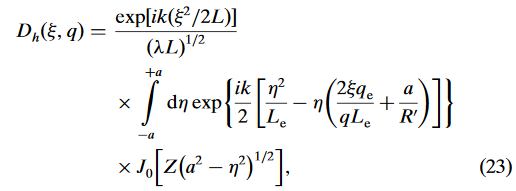 D_h(ξ, q) = exp[ik(ξ²/2L)] / (λL)^{1/2}
× ∫_{−a}^{+a} dη exp{ ik/2 [ η²/L_e − η( 2ξq_e/qL_e + a/R′ ) ] }
× J_0[Z(a² − η²)^{1/2}], (23)